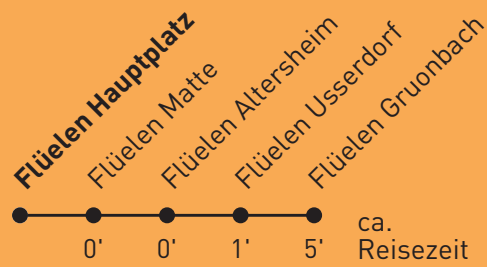 Flüelen Hauptplatz
Flüelen Matte
Flüelen Altersheim
Flüelen Usserdorf
Flüelen Gruonbach
0' 0' 1' 5' ca.
Reisezeit